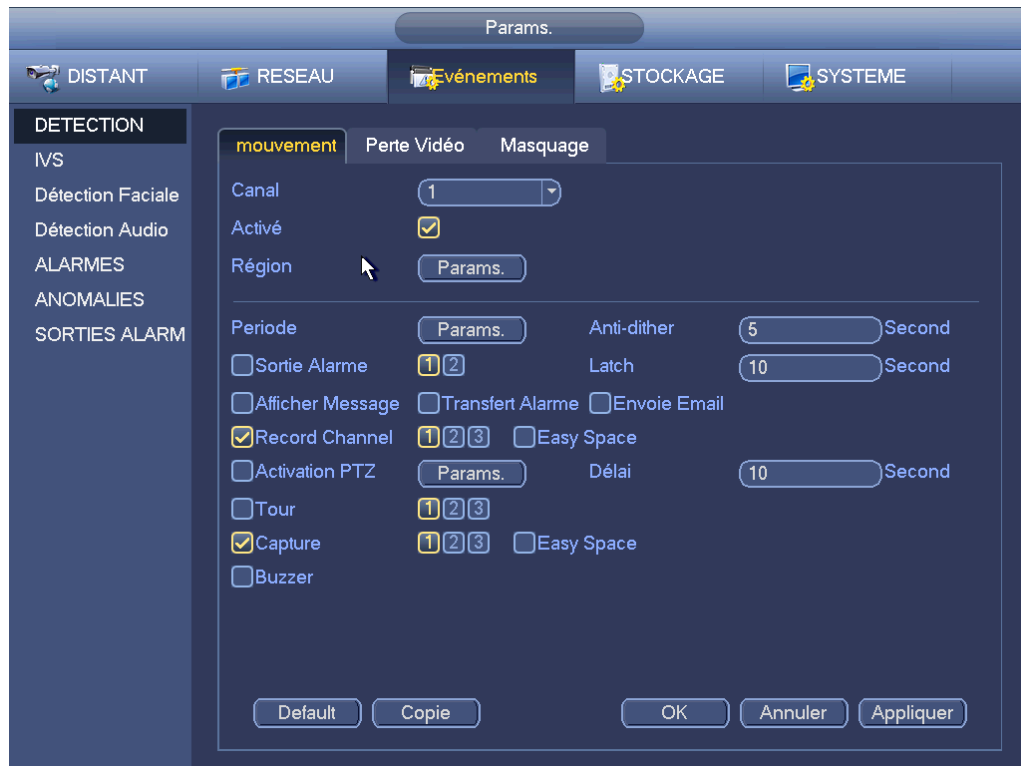 Params.
DISTANT RESEAU Evénements STOCKAGE SYSTEME
DETECTION
IVS
Détection Faciale
Détection Audio
ALARMES
ANOMALIES
SORTIES ALARM
mouvement Perte Vidéo Masquage
Canal 1
Activé
Région Params.
Periode Params. Anti-dither 5 Second
Sortie Alarme 1 2 Latch 10 Second
Afficher Message Transfert Alarme Envoie Email
Record Channel 1 2 3 Easy Space
Activation PTZ Params. Délai 10 Second
Tour 1 2 3
Capture 1 2 3 Easy Space
Buzzer
Default Copie OK Annuler Appliquer